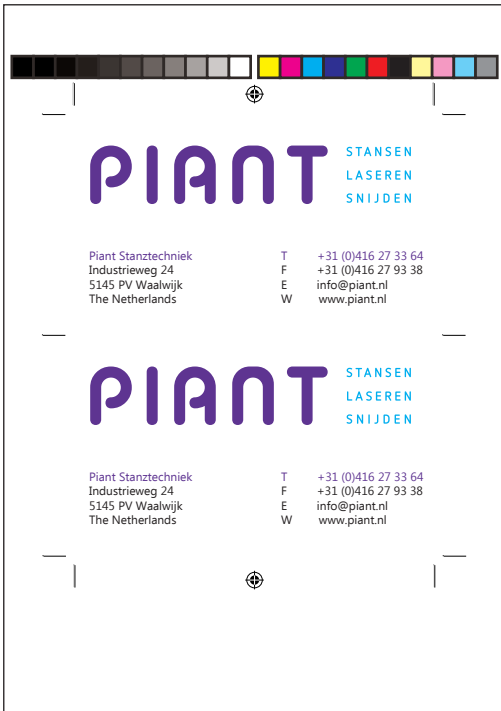 PIANT
STANSEN
LASEREN
SNIJDEN
Piant Stanztechniek T +31 (0)416 27 33 64
Industrieweg 24 F +31 (0)416 27 93 38
5145 PV Waalwijk E info@piant.nl
The Netherlands W www.piant.nl
PIANT
STANSEN
LASEREN
SNIJDEN
Piant Stanztechniek T +31 (0)416 27 33 64
Industrieweg 24 F +31 (0)416 27 93 38
5145 PV Waalwijk E info@piant.nl
The Netherlands W www.piant.nl